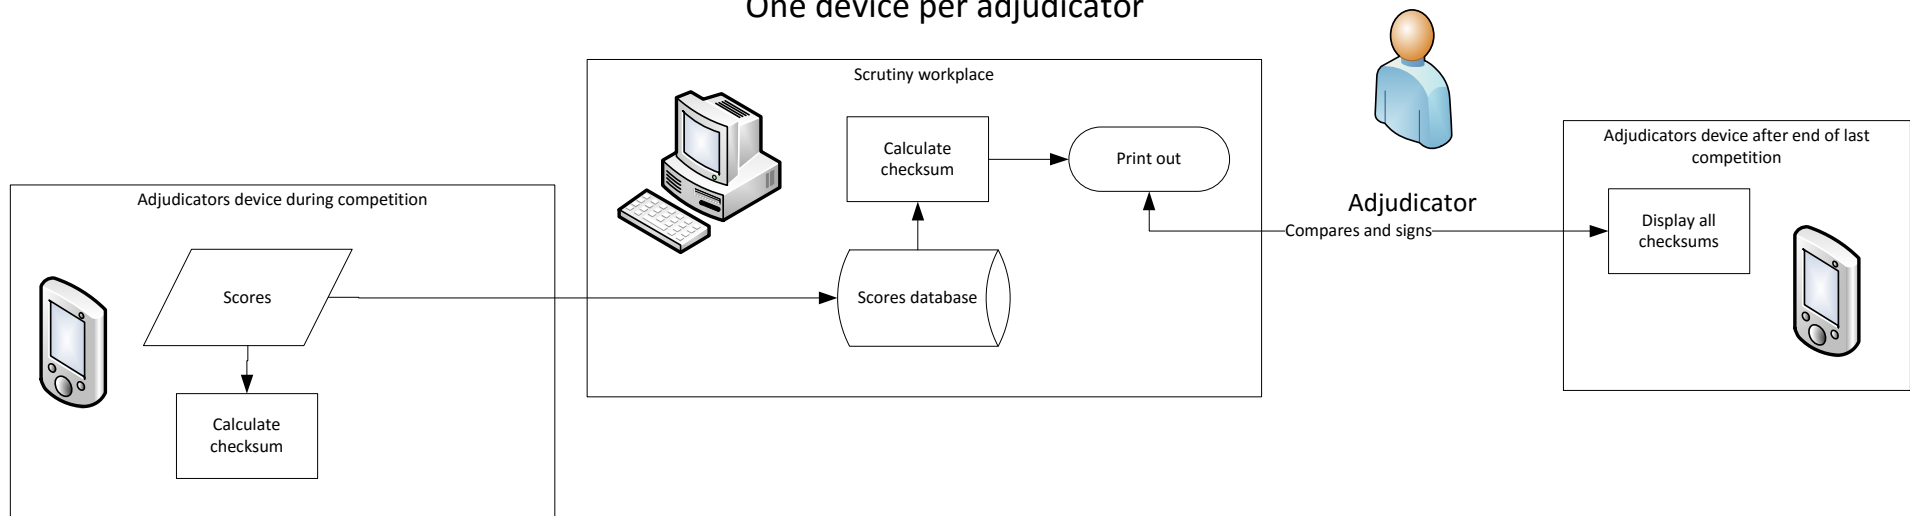 One device per adjudicator
Scrutiny workplace
Calculate
checksum
Print out
Adjudicators device after end of last
competition
Adjudicators device during competition
Adjudicator
Compares and signs
Display all
checksums
Scores
Scores database
Calculate
checksum